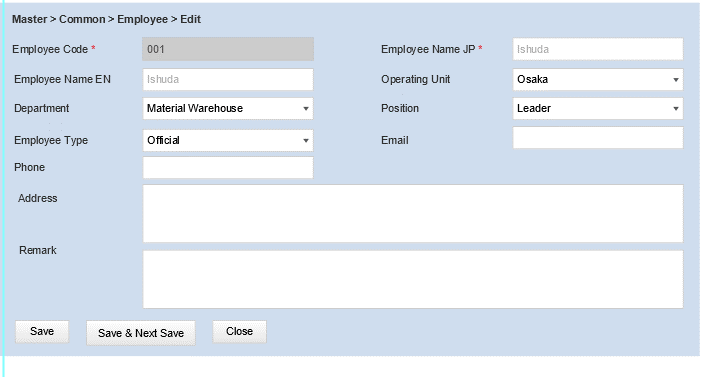 Master > Common > Employee > Edit
Employee Code * 001 Employee Name JP * Ishuda
Employee Name EN Ishuda Operating Unit Osaka
Department Material Warehouse Position Leader
Employee Type Official Email
Phone
Address
Remark
Save Save & Next Save Close